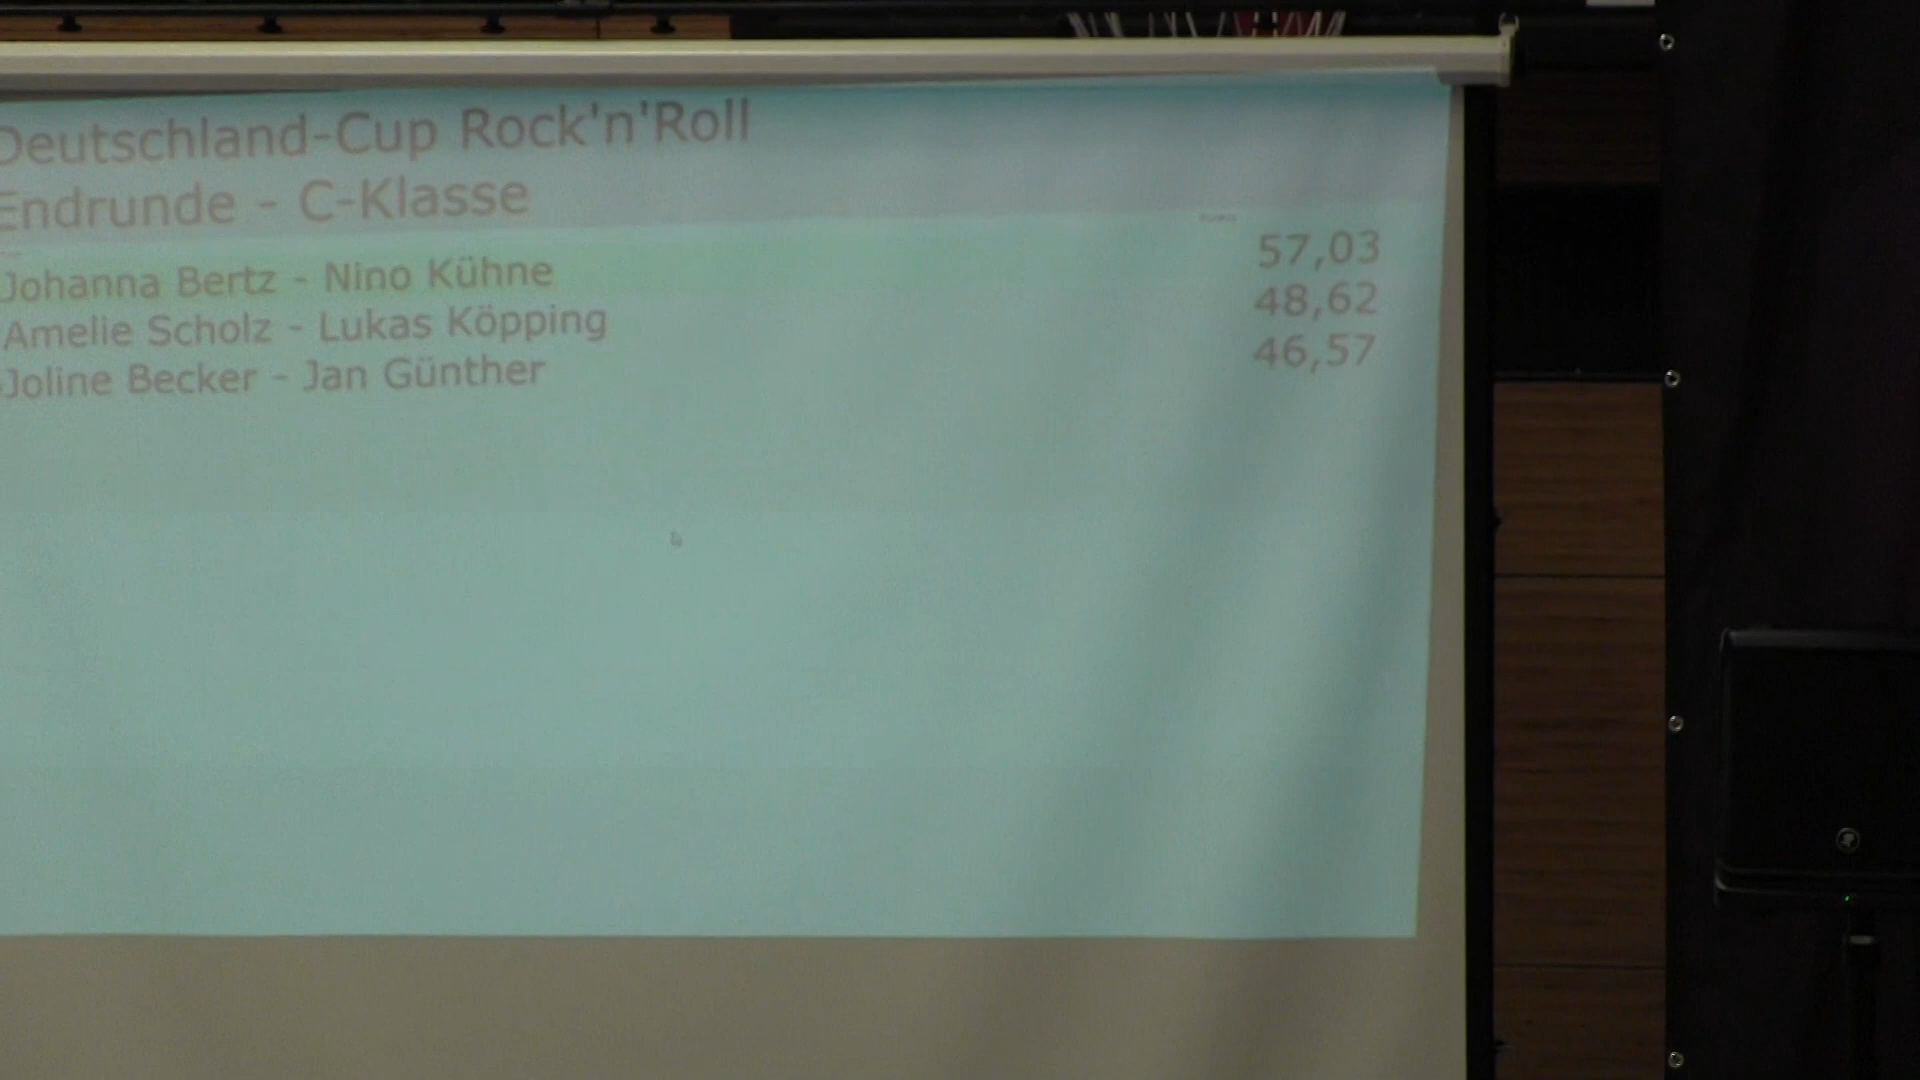 Deutschland-Cup Rock'n'Roll
Endrunde - C-Klasse
Johanna Bertz - Nino Kühne 57,03
Amelie Scholz - Lukas Köpping 48,62
Joline Becker - Jan Günther 46,57